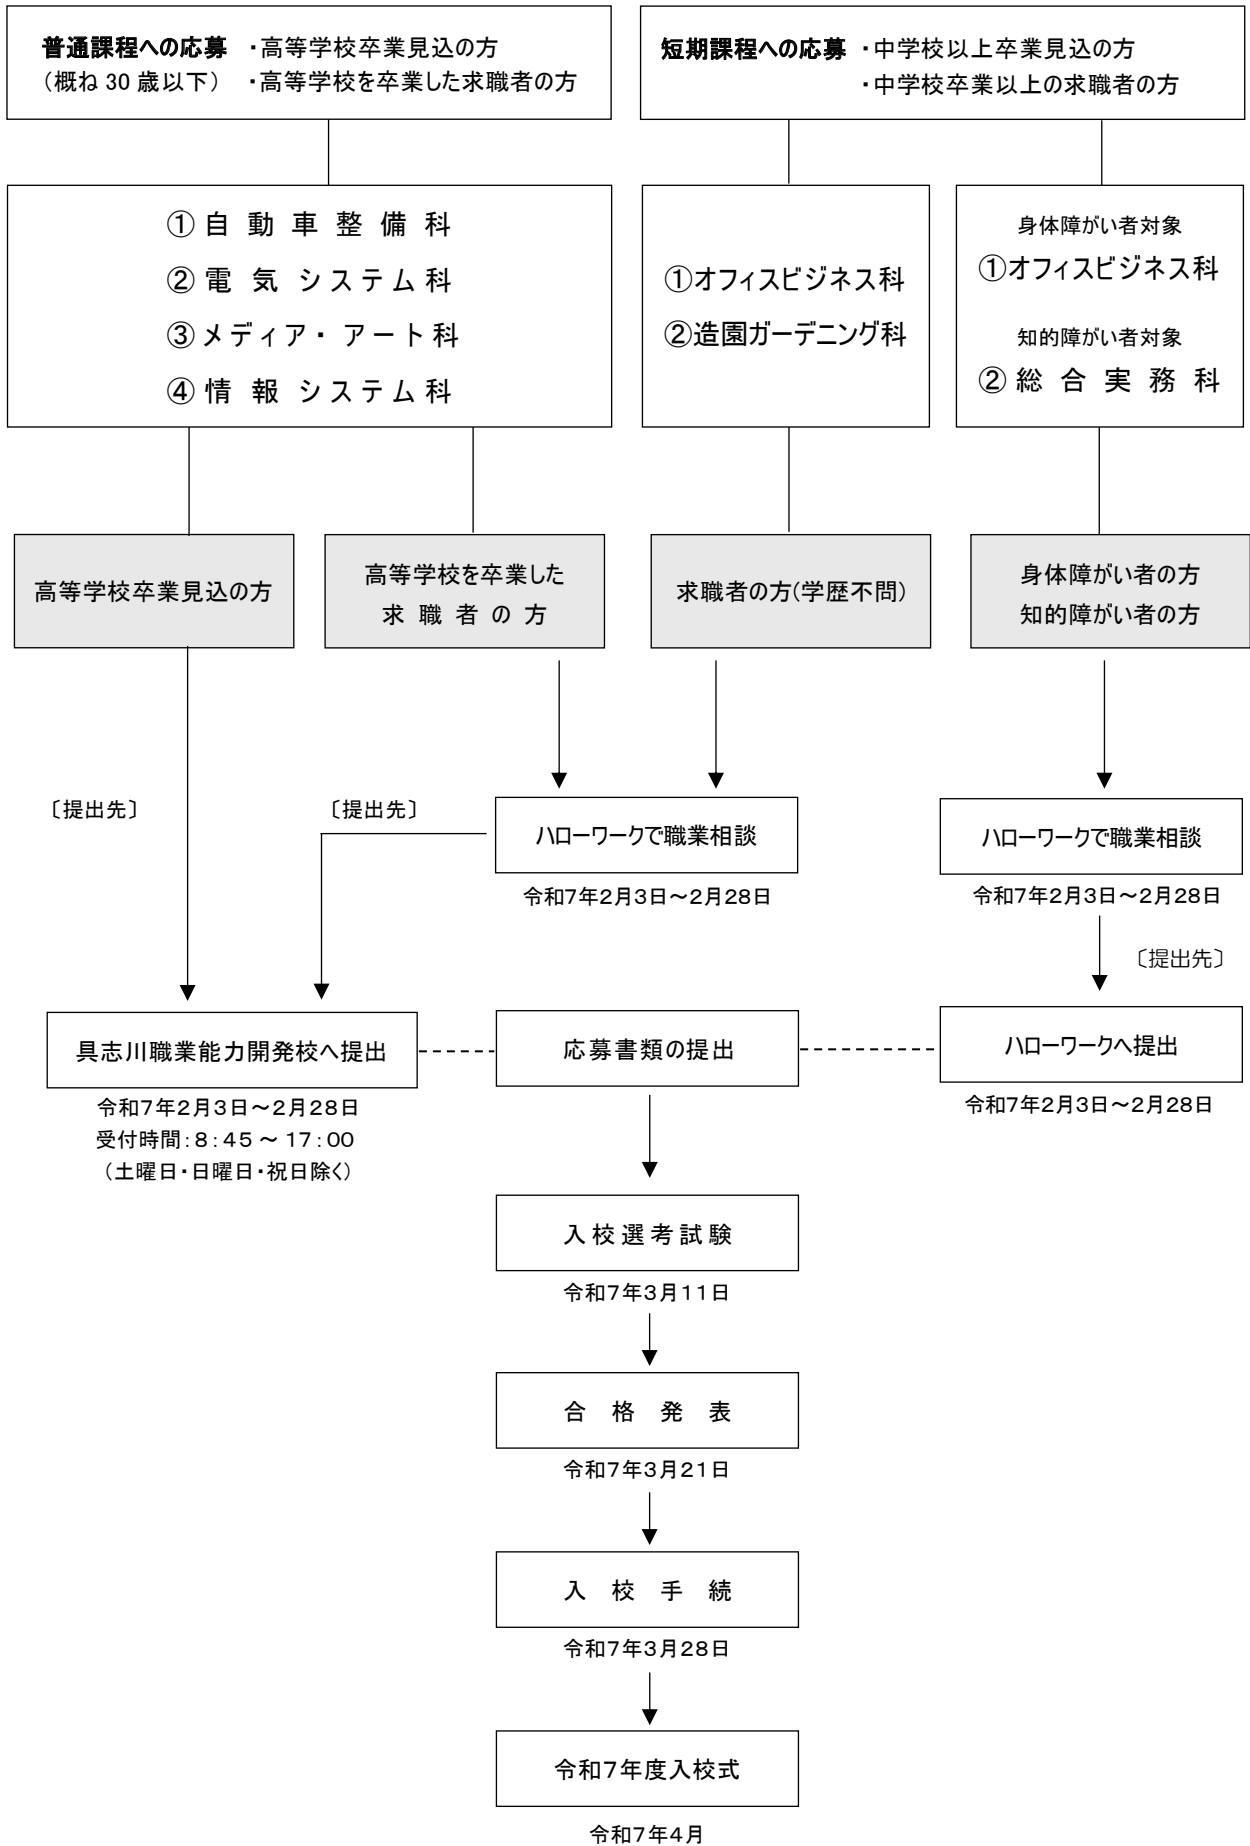 普通課程への応募 ・高等学校卒業見込の方
（概ね 30 歳以下） ・高等学校を卒業した求職者の方
短期課程への応募 ・中学校以上卒業見込の方
・中学校卒業以上の求職者の方
①自動車整備科
②電気システム科
③メディア・アート科
④情報システム科
①オフィスビジネス科
②造園ガーデニング科
身体障がい者対象
①オフィスビジネス科
知的障がい者対象
②総合実務科
高等学校卒業見込の方
高等学校を卒業した
求職者の方
求職者の方(学歴不問)
身体障がい者の方
知的障がい者の方
〔提出先〕
〔提出先〕
ハローワークで職業相談
令和7年2月3日～2月28日
ハローワークで職業相談
令和7年2月3日～2月28日
〔提出先〕
具志川職業能力開発校へ提出
令和7年2月3日～2月28日
受付時間：8：45 ～ 17：00
（土曜日・日曜日・祝日除く）
応募書類の提出
ハローワークへ提出
令和7年2月3日～2月28日
入校選考試験
令和7年3月11日
合格発表
令和7年3月21日
入校手続
令和7年3月28日
令和7年度入校式
令和7年4月